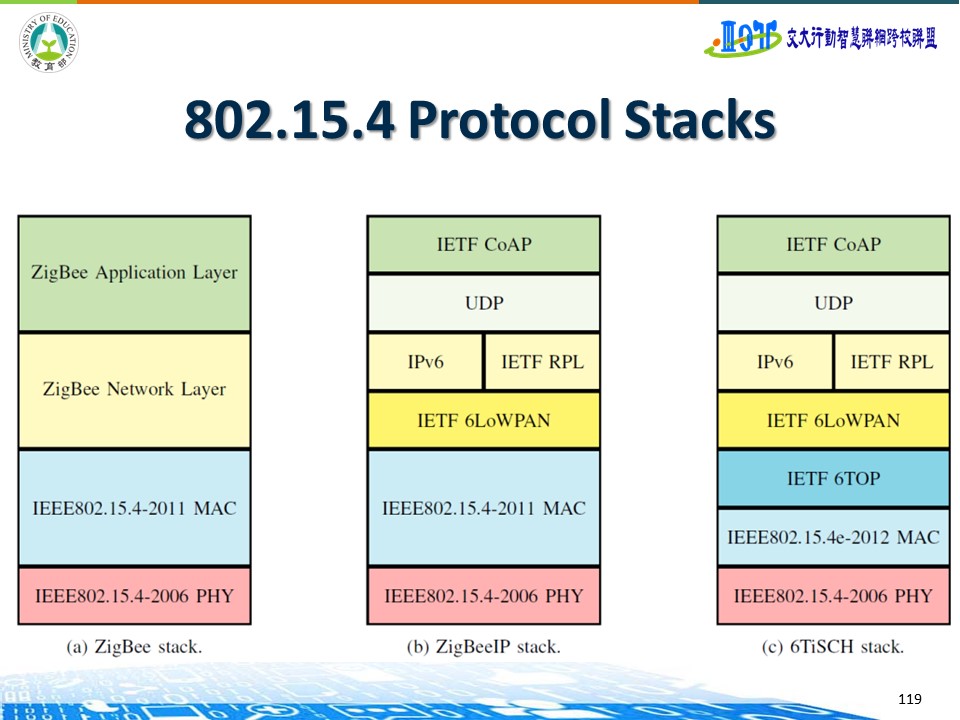 MINISTRY OF EDUCATION
教育部
交大行動智慧聯網跨校聯盟
802.15.4 Protocol Stacks
ZigBee Application Layer
ZigBee Network Layer
IEEE802.15.4-2011 MAC
IEEE802.15.4-2006 PHY
(a) ZigBee stack.
IETF CoAP
UDP
IPv6
IETF RPL
IETF 6LoWPAN
IEEE802.15.4-2011 MAC
IEEE802.15.4-2006 PHY
(b) ZigBeeIP stack.
IETF CoAP
UDP
IPv6
IETF RPL
IETF 6LoWPAN
IETF 6TOP
IEEE802.15.4e-2012 MAC
IEEE802.15.4-2006 PHY
(c) 6TiSCH stack.
119